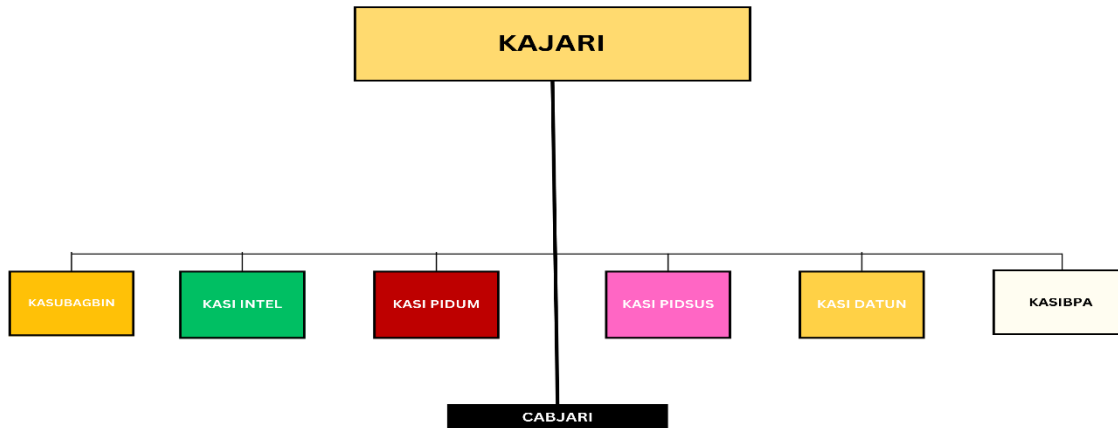 KAJARI
KASUBAGBIN
KASI INTEL
KASI PIDUM
KASI PIDSUS
KASI DATUN
KASIBPA
CABJARI